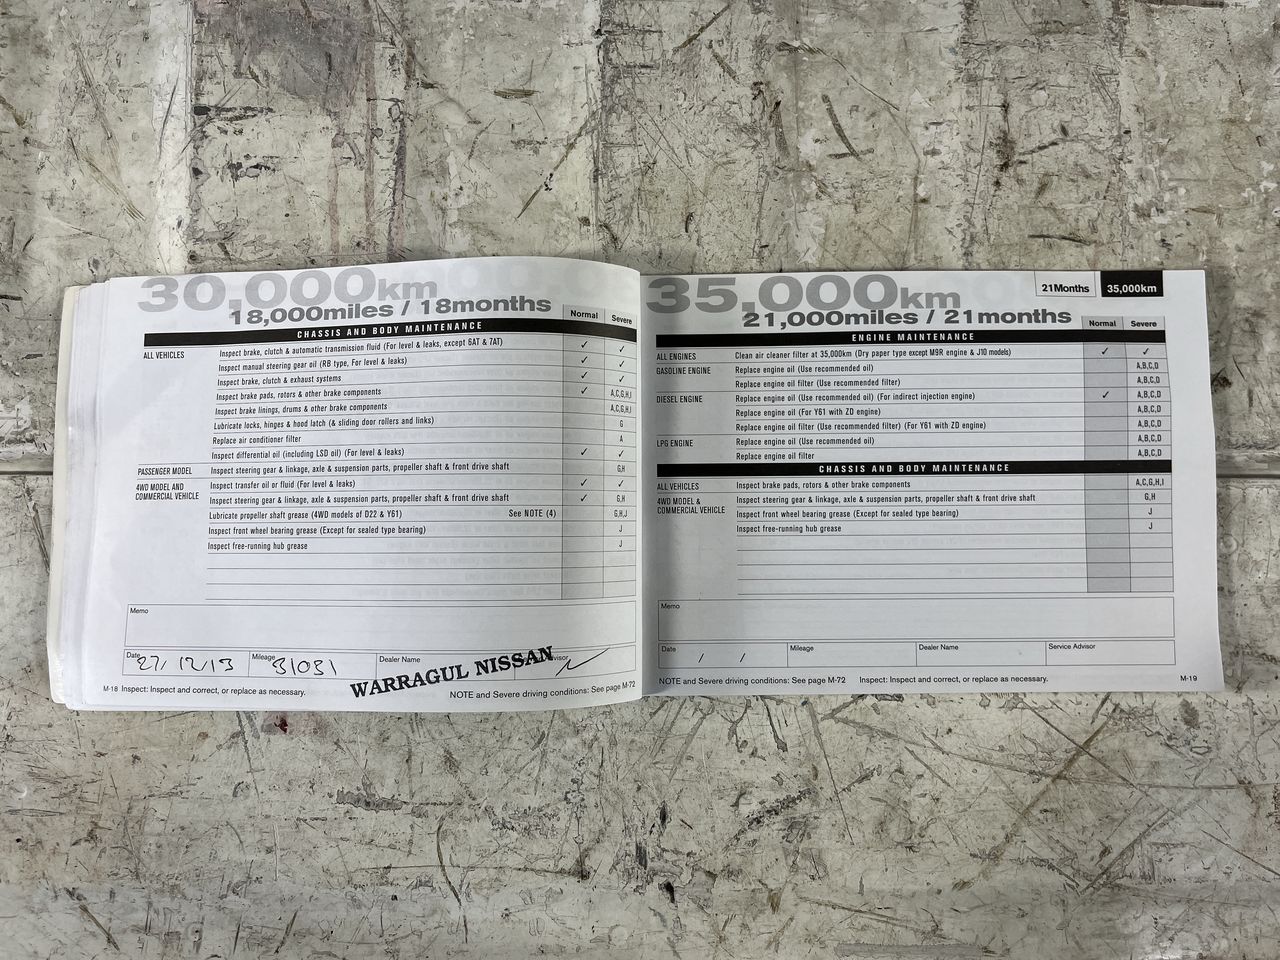 30,000km
18,000miles / 18months
Normal Severe
CHASSIS AND BODY MAINTENANCE
ALL VEHICLES Inspect brake, clutch & automatic transmission fluid (For level & leaks, except 6AT & 7AT) ✓ ✓
Inspect manual steering gear oil (RB type, For level & leaks) ✓ ✓
Inspect brake, clutch & exhaust systems ✓ ✓
Inspect brake pads, rotors & other brake components ✓ A,C,G,H,I
Inspect brake linings, drums & other brake components A,C,G,H,I
Lubricate locks, hinges & hood latch (& sliding door rollers and links) G
Replace air conditioner filter A
Inspect differential oil (including LSD oil) (For level & leaks) ✓ ✓
PASSENGER MODEL Inspect steering gear & linkage, axle & suspension parts, propeller shaft & front drive shaft G,H
4WD MODEL AND Inspect transfer oil or fluid (For level & leaks) ✓ ✓
COMMERCIAL VEHICLE Inspect steering gear & linkage, axle & suspension parts, propeller shaft & front drive shaft ✓ G,H
Lubricate propeller shaft grease (4WD models of D22 & Y61) See NOTE (4) G,H,J
Inspect front wheel bearing grease (Except for sealed type bearing) J
Inspect free-running hub grease J
Memo
Date 27/12/13 Mileage 31031 Dealer Name
WARRAGUL NISSAN
M-18 Inspect: Inspect and correct, or replace as necessary. NOTE and Severe driving conditions: See page M-72
35,000km
21,000miles / 21months
21Months 35,000km
Normal Severe
ENGINE MAINTENANCE
ALL ENGINES Clean air cleaner filter at 35,000km (Dry paper type except M9R engine & J10 models) ✓ ✓
GASOLINE ENGINE Replace engine oil (Use recommended oil) A,B,C,D
Replace engine oil filter (Use recommended filter) A,B,C,D
DIESEL ENGINE Replace engine oil (Use recommended oil) (For indirect injection engine) ✓ A,B,C,D
Replace engine oil (For Y61 with ZD engine) A,B,C,D
Replace engine oil filter (Use recommended filter) (For Y61 with ZD engine) A,B,C,D
LPG ENGINE Replace engine oil (Use recommended oil) A,B,C,D
Replace engine oil filter A,B,C,D
CHASSIS AND BODY MAINTENANCE
ALL VEHICLES Inspect brake pads, rotors & other brake components A,C,G,H,I
4WD MODEL & Inspect steering gear & linkage, axle & suspension parts, propeller shaft & front drive shaft G,H
COMMERCIAL VEHICLE Inspect front wheel bearing grease (Except for sealed type bearing) J
Inspect free-running hub grease J
Memo
Date / / Mileage Dealer Name Service Advisor
NOTE and Severe driving conditions: See page M-72 Inspect: Inspect and correct, or replace as necessary. M-19